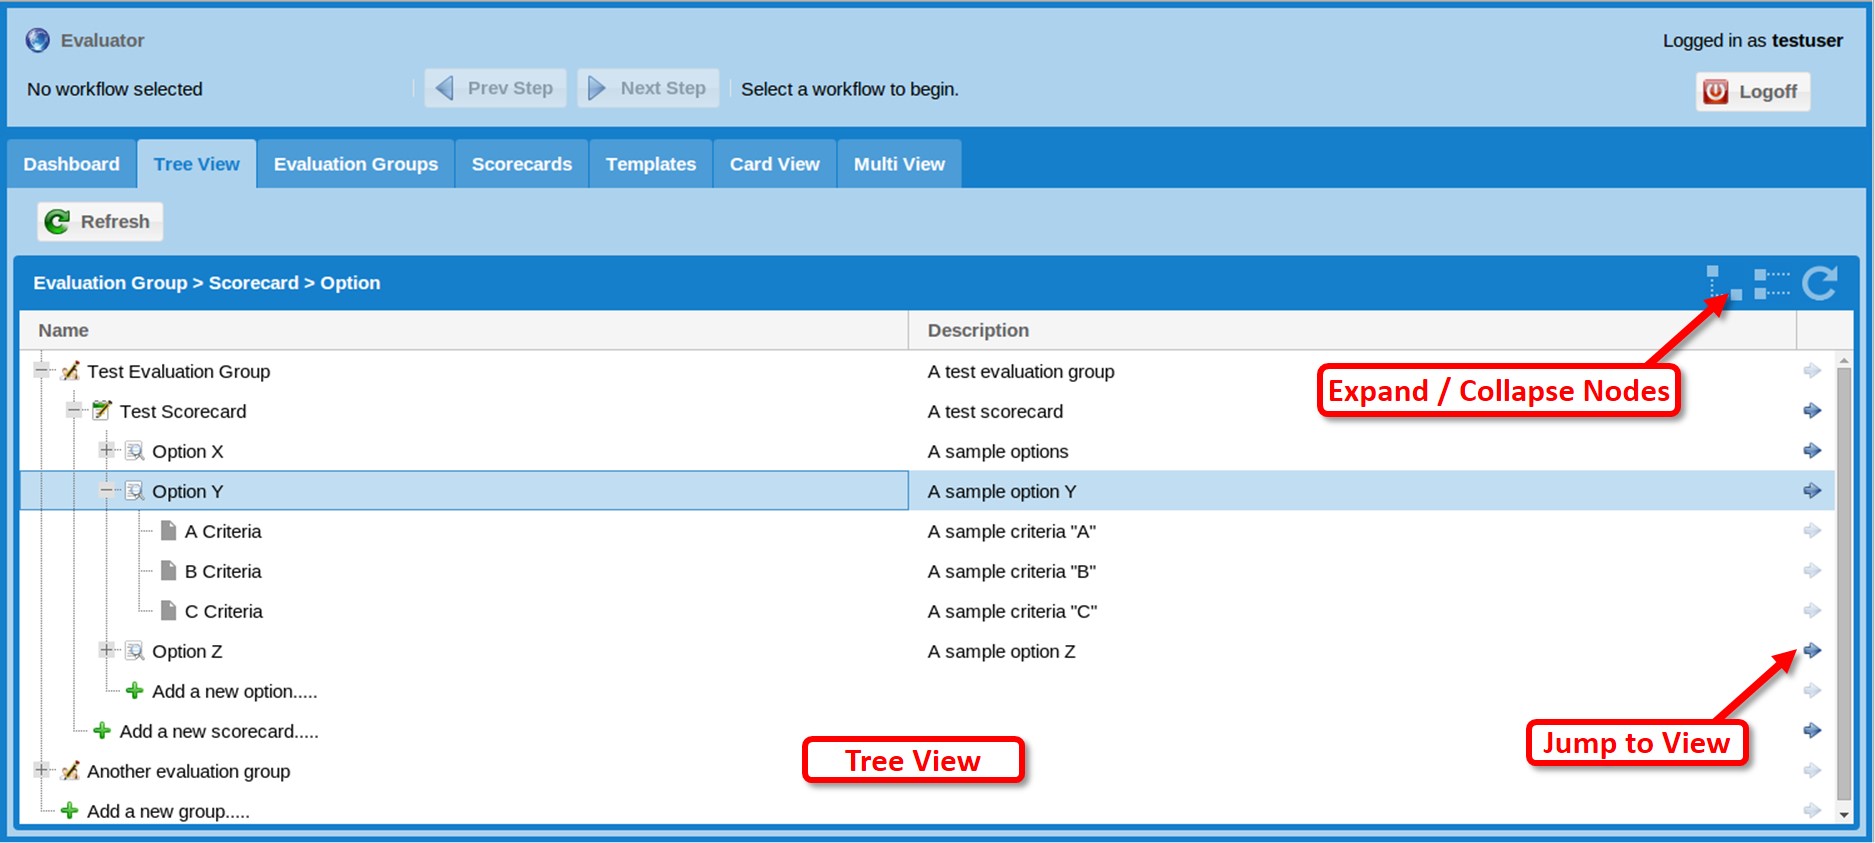 Evaluator
Logged in as testuser
No workflow selected
Prev Step
Next Step
Select a workflow to begin.
Logoff
Dashboard
Tree View
Evaluation Groups
Scorecards
Templates
Card View
Multi View
Refresh
Evaluation Group > Scorecard > Option
Name
Description
Test Evaluation Group
A test evaluation group
Expand / Collapse Nodes
Test Scorecard
A test scorecard
Option X
A sample options
Option Y
A sample option Y
A Criteria
A sample criteria "A"
B Criteria
A sample criteria "B"
C Criteria
A sample criteria "C"
Option Z
A sample option Z
Add a new option.....
Add a new scorecard.....
Jump to View
Tree View
Another evaluation group
Add a new group.....